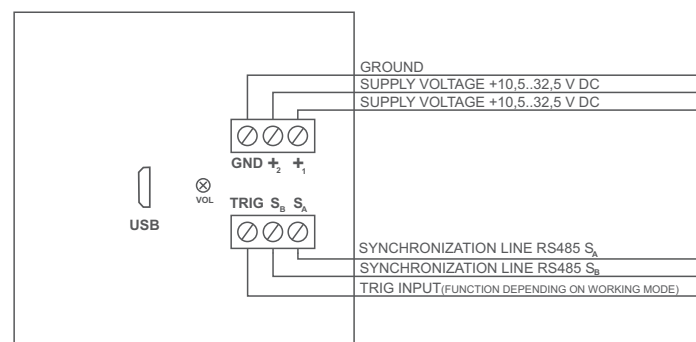 GROUND
SUPPLY VOLTAGE +10,5..32,5 V DC
SUPPLY VOLTAGE +10,5..32,5 V DC
GND +2 +1
VOL
USB
TRIG SB SA
SYNCHRONIZATION LINE RS485 SA
SYNCHRONIZATION LINE RS485 SB
TRIG INPUT(FUNCTION DEPENDING ON WORKING MODE)